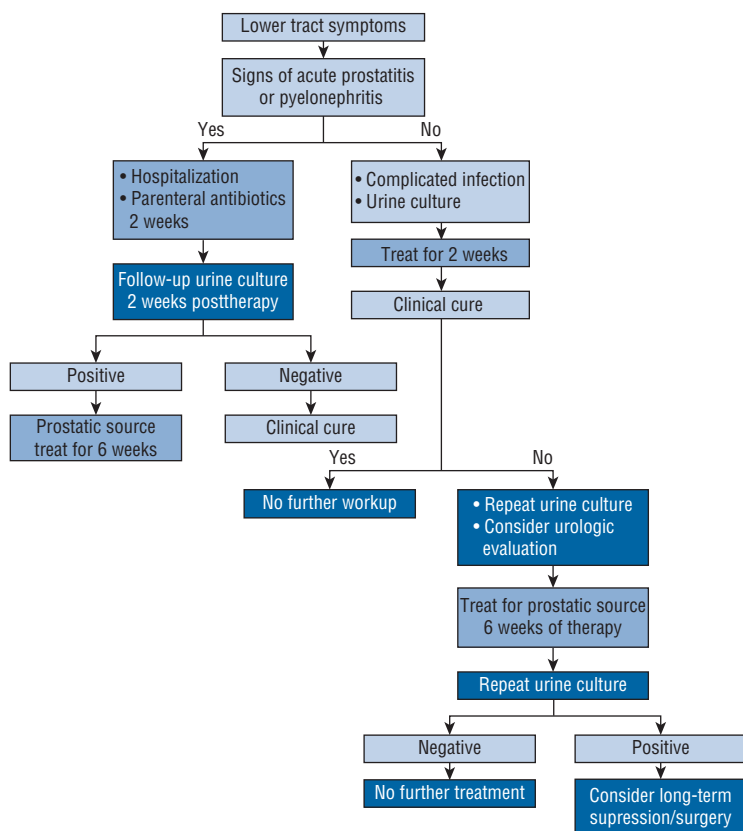 Lower tract symptoms
Signs of acute prostatitis
or pyelonephritis
Yes
No
• Hospitalization
• Parenteral antibiotics
2 weeks
• Complicated infection
• Urine culture
Treat for 2 weeks
Follow-up urine culture
2 weeks posttherapy
Clinical cure
Positive
Negative
Prostatic source
treat for 6 weeks
Clinical cure
Yes
No
No further workup
• Repeat urine culture
• Consider urologic
evaluation
Treat for prostatic source
6 weeks of therapy
Repeat urine culture
Negative
Positive
No further treatment
Consider long-term
supression/surgery